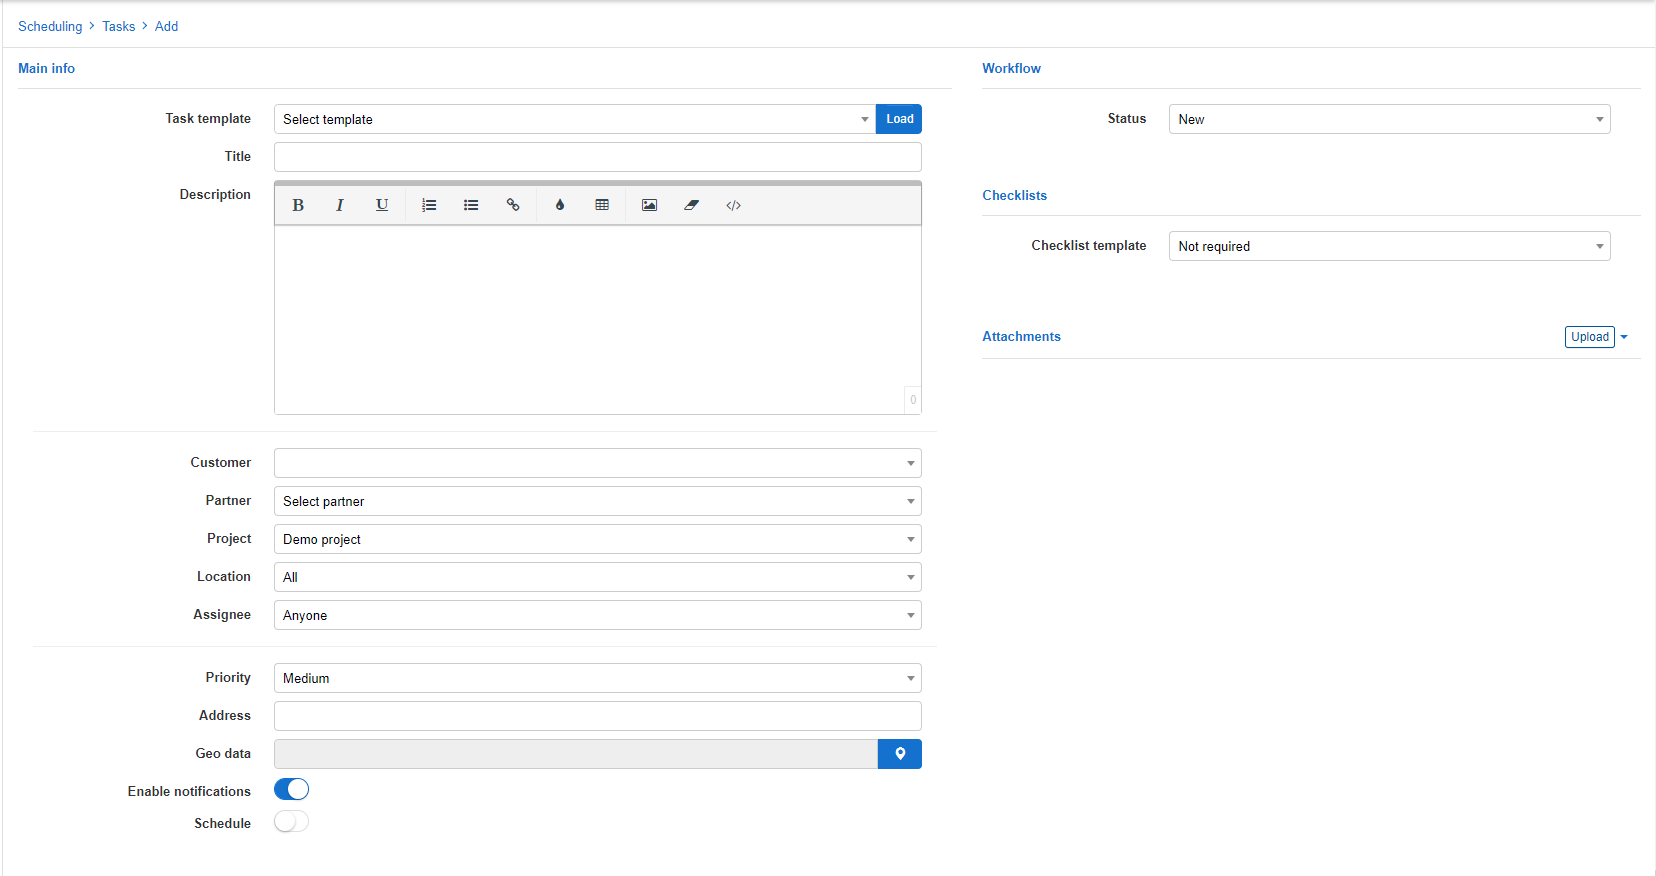 Scheduling > Tasks > Add
Main info
Task template Select template Load
Title
Description
B I U </>
0
Customer
Partner Select partner
Project Demo project
Location All
Assignee Anyone
Priority Medium
Address
Geo data
Enable notifications
Schedule
Workflow
Status New
Checklists
Checklist template Not required
Attachments Upload